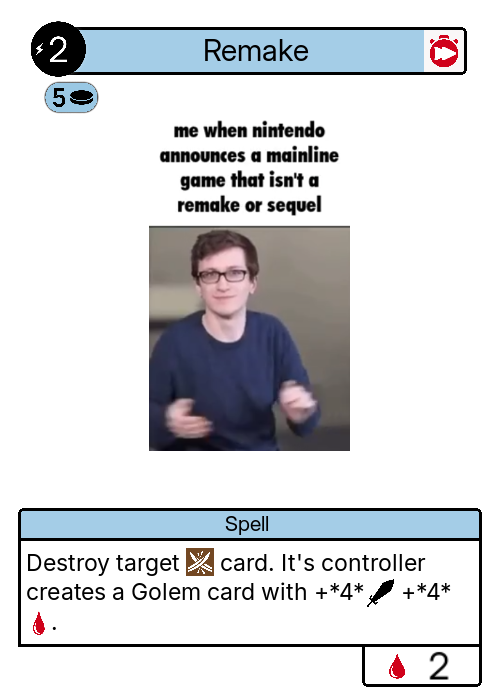 2
Remake
5
me when nintendo
announces a mainline
game that isn't a
remake or sequel
Spell
Destroy target card. It's controller
creates a Golem card with +*4* +*4*
.
2